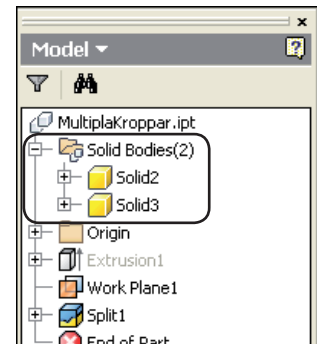 Model
MultiplaKroppar.ipt
Solid Bodies(2)
Solid2
Solid3
Origin
Extrusion1
Work Plane1
Split1
End of Part